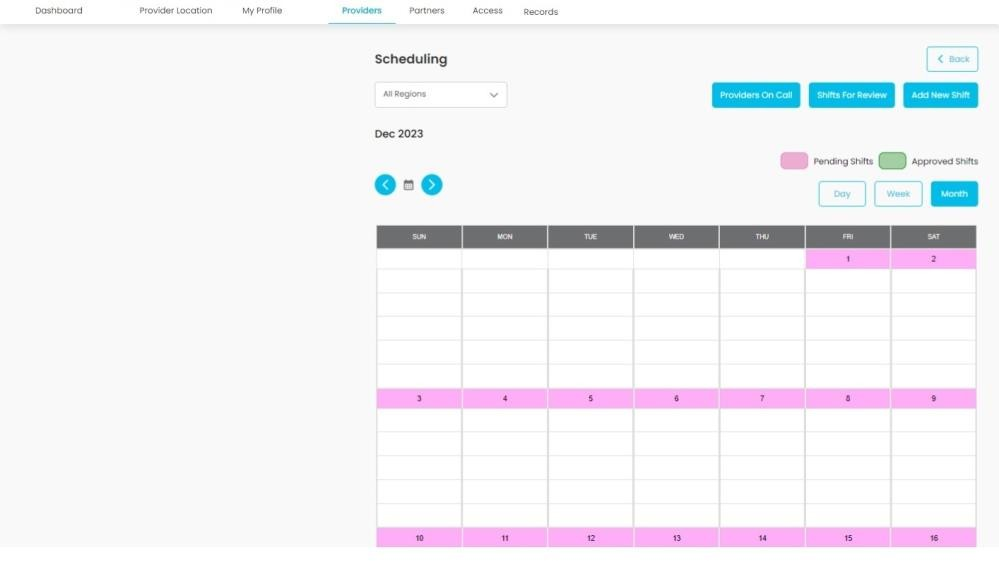 Dashboard Provider Location My Profile Providers Partners Access Records
Scheduling
Back
All Regions
Providers On Call Shifts For Review Add New Shift
Dec 2023
Pending Shifts Approved Shifts
Day Week Month
SUN MON TUE WED THU FRI SAT
1 2
3 4 5 6 7 8 9
10 11 12 13 14 15 16